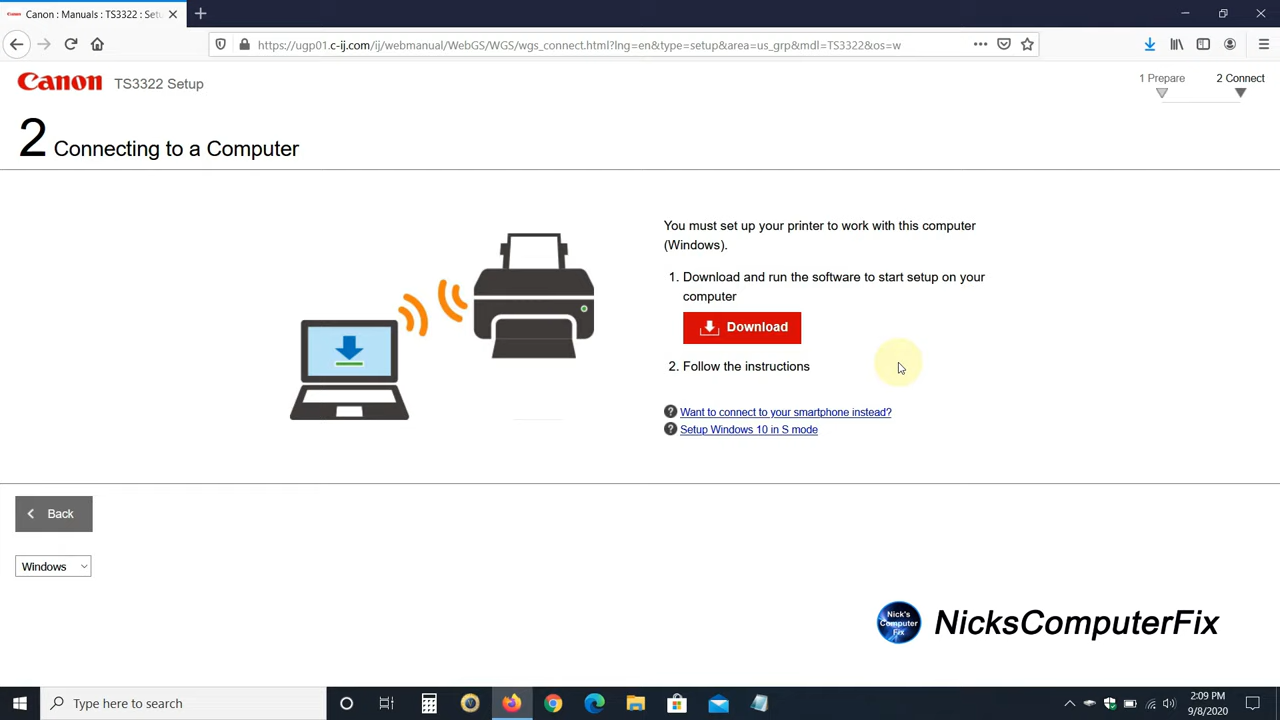 Canon : Manuals : TS3322 : Setu
https://ugp01.c-ij.com/ij/webmanual/WebGS/WGS/wgs_connect.html?lng=en&type=setup&area=us_grp&mdl=TS3322&os=w
Canon TS3322 Setup
1 Prepare 2 Connect
2 Connecting to a Computer
You must set up your printer to work with this computer
(Windows).
1. Download and run the software to start setup on your
computer
Download
2. Follow the instructions
? Want to connect to your smartphone instead?
? Setup Windows 10 in S mode
Back
Windows
Nick's
Computer
Fix
NicksComputerFix
Type here to search
2:09 PM
9/8/2020